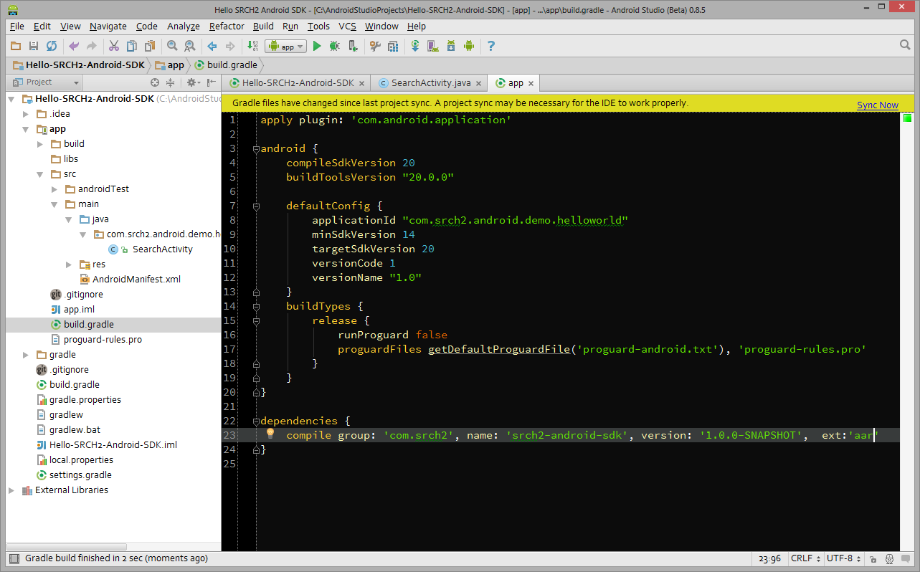 Hello SRCH2 Android SDK - [C:\AndroidStudioProjects\Hello-SRCH2-Android-SDK] - [app] - ...\app\build.gradle - Android Studio (Beta) 0.8.5
File Edit View Navigate Code Analyze Refactor Build Run Tools VCS Window Help
app
Hello-SRCH2-Android-SDK app build.gradle
Project
Hello-SRCH2-Android-SDK SearchActivity.java app
Hello-SRCH2-Android-SDK (C:\AndroidStud
.idea
app
build
libs
src
androidTest
main
java
com.srch2.android.demo.h
SearchActivity
res
AndroidManifest.xml
.gitignore
app.iml
build.gradle
proguard-rules.pro
gradle
.gitignore
build.gradle
gradle.properties
gradlew
gradlew.bat
Hello-SRCH2-Android-SDK.iml
local.properties
settings.gradle
External Libraries
Gradle files have changed since last project sync. A project sync may be necessary for the IDE to work properly. Sync Now
1 apply plugin: 'com.android.application'
2
3 android {
4 compileSdkVersion 20
5 buildToolsVersion "20.0.0"
6
7 defaultConfig {
8 applicationId "com.srch2.android.demo.helloworld"
9 minSdkVersion 14
10 targetSdkVersion 20
11 versionCode 1
12 versionName "1.0"
13 }
14 buildTypes {
15 release {
16 runProguard false
17 proguardFiles getDefaultProguardFile('proguard-android.txt'), 'proguard-rules.pro'
18 }
19 }
20 }
21
22 dependencies {
23 compile group: 'com.srch2', name: 'srch2-android-sdk', version: '1.0.0-SNAPSHOT', ext:'aar'
24 }
25
Gradle build finished in 2 sec (moments ago) 23:96 CRLF UTF-8